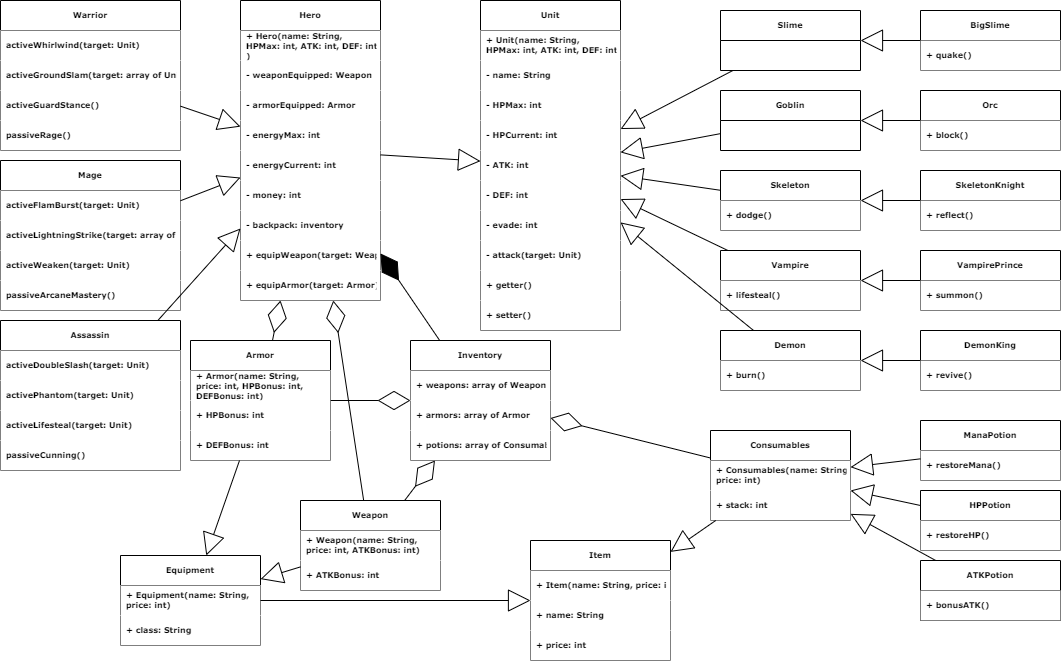 Warrior
activeWhirlwind(target: Unit)
activeGroundSlam(target: array of Un
activeGuardStance()
passiveRage()
Mage
activeFlamBurst(target: Unit)
activeLightningStrike(target: array of
activeWeaken(target: Unit)
passiveArcaneMastery()
Assassin
activeDoubleSlash(target: Unit)
activePhantom(target: Unit)
activeLifesteal(target: Unit)
passiveCunning()
Hero
+ Hero(name: String,
HPMax: int, ATK: int, DEF: int
)
- weaponEquipped: Weapon
- armorEquipped: Armor
- energyMax: int
- energyCurrent: int
- money: int
- backpack: inventory
+ equipWeapon(target: Weap
+ equipArmor(target: Armor)
Unit
+ Unit(name: String,
HPMax: int, ATK: int, DEF: int
- name: String
- HPMax: int
- HPCurrent: int
- ATK: int
- DEF: int
- evade: int
- attack(target: Unit)
+ getter()
+ setter()
Slime
BigSlime
+ quake()
Goblin
Orc
+ block()
Skeleton
+ dodge()
SkeletonKnight
+ reflect()
Vampire
+ lifesteal()
VampirePrince
+ summon()
Demon
+ burn()
DemonKing
+ revive()
Armor
+ Armor(name: String,
price: int, HPBonus: int,
DEFBonus: int)
+ HPBonus: int
+ DEFBonus: int
Inventory
+ weapons: array of Weapon
+ armors: array of Armor
+ potions: array of Consumal
Consumables
+ Consumables(name: String
price: int)
+ stack: int
ManaPotion
+ restoreMana()
HPPotion
+ restoreHP()
ATKPotion
+ bonusATK()
Weapon
+ Weapon(name: String,
price: int, ATKBonus: int)
+ ATKBonus: int
Equipment
+ Equipment(name: String,
price: int)
+ class: String
Item
+ Item(name: String, price: i
+ name: String
+ price: int